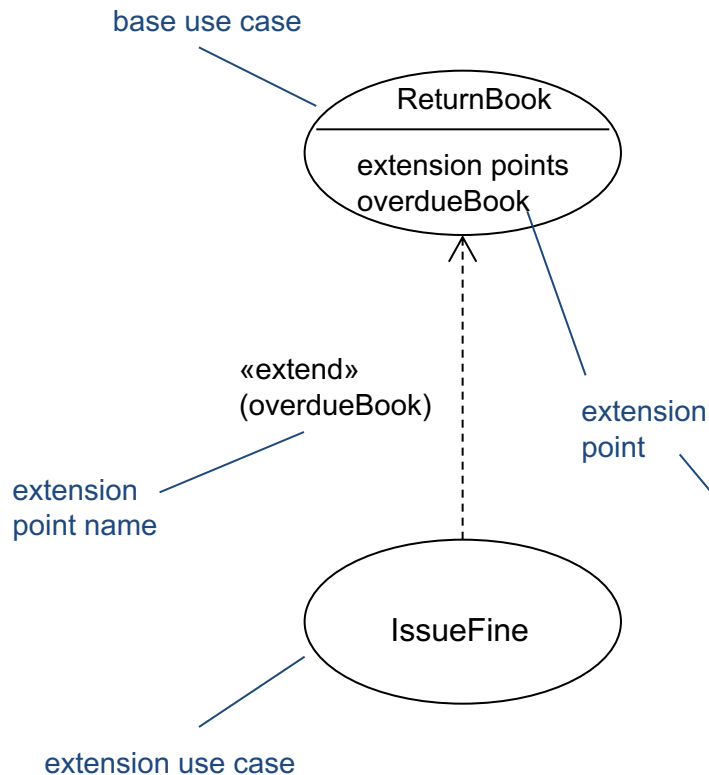 base use case
ReturnBook
extension points
overdueBook
«extend»
(overdueBook)
extension
point
extension
point name
IssueFine
extension use case